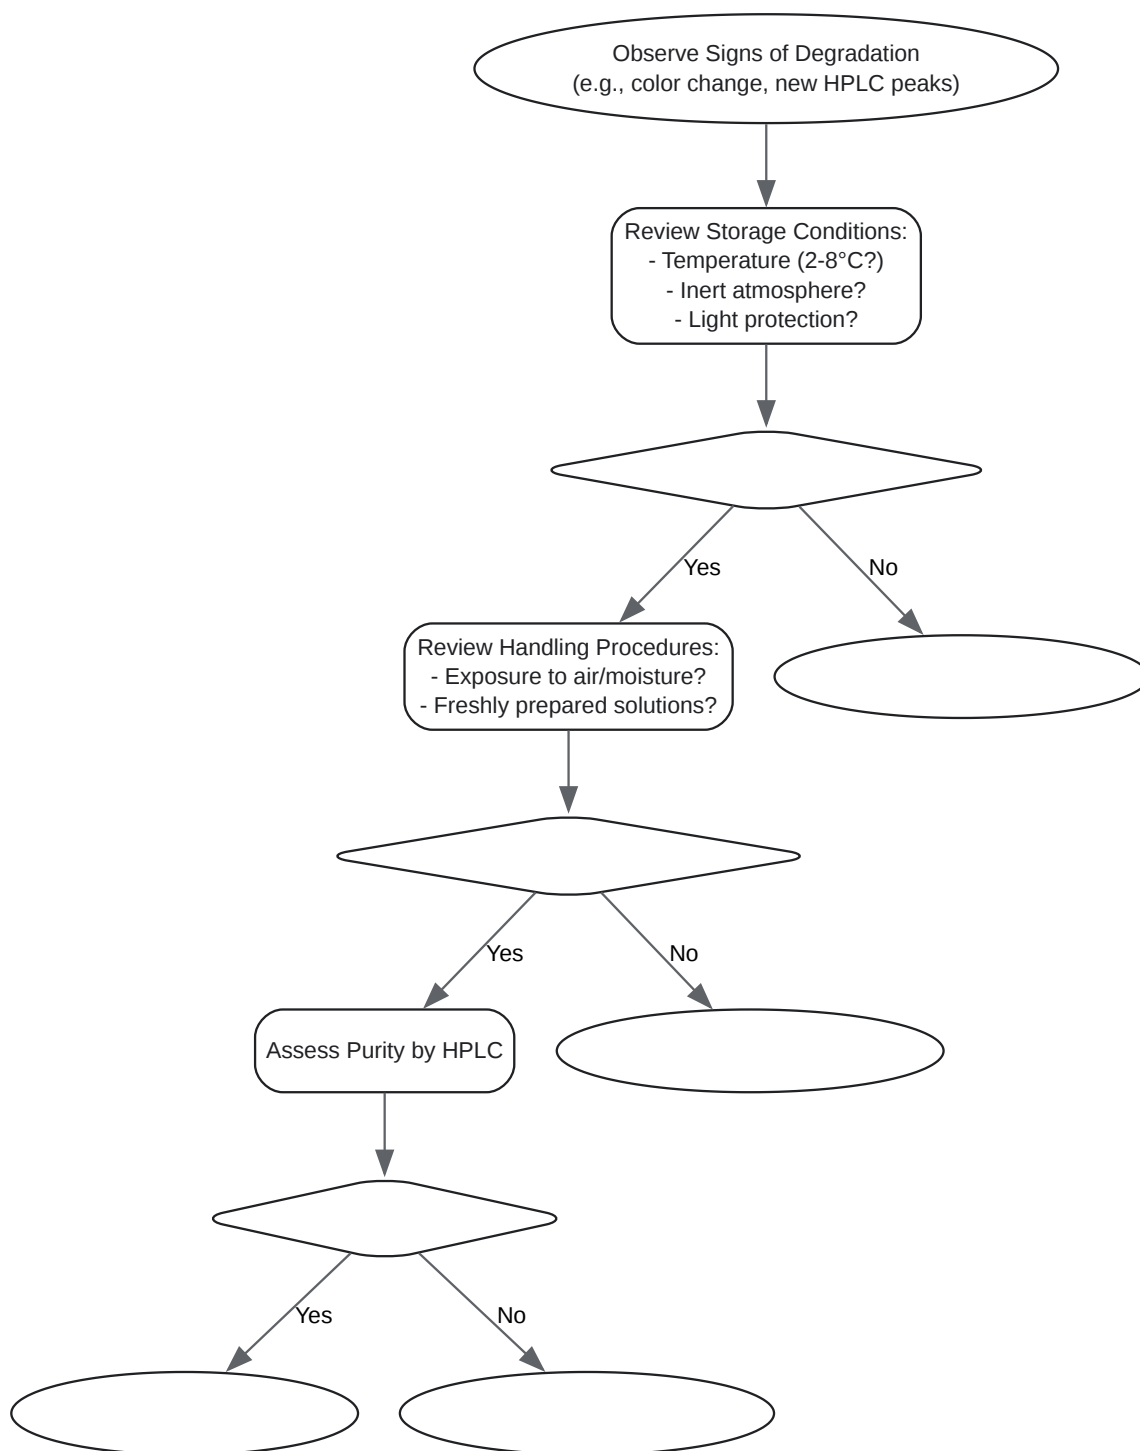 Observe Signs of Degradation
(e.g., color change, new HPLC peaks)
Review Storage Conditions:
- Temperature (2-8°C?)
- Inert atmosphere?
- Light protection?
Yes
No
Review Handling Procedures:
- Exposure to air/moisture?
- Freshly prepared solutions?
Yes
No
Assess Purity by HPLC
Yes
No